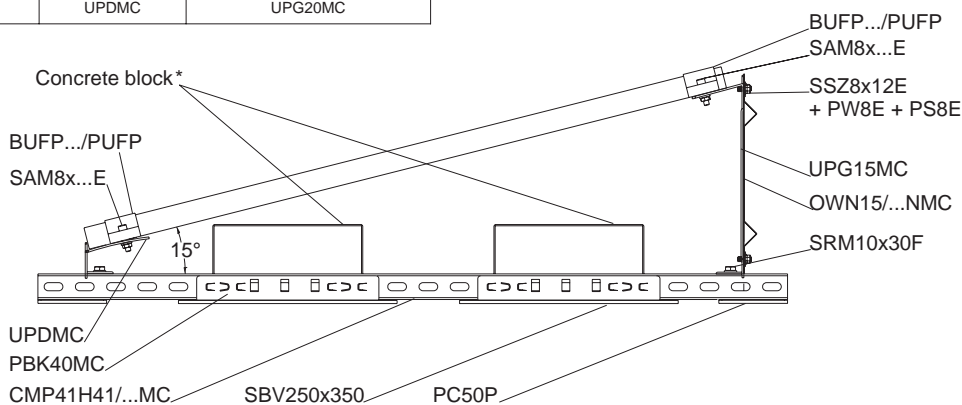 UPDMC UPG20MC
BUFP.../PUFP
SAM8x...E
Concrete block*
SSZ8x12E
+ PW8E + PS8E
BUFP.../PUFP
SAM8x...E
UPG15MC
OWN15/...NMC
15°
SRM10x30F
UPDMC
PBK40MC
CMP41H41/...MC SBV250x350 PC50P